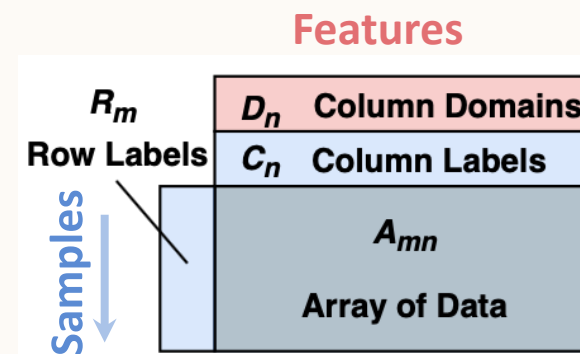 Features
Rm
Row Labels
Dn Column Domains
Cn Column Labels
Amn
Array of Data
Samples